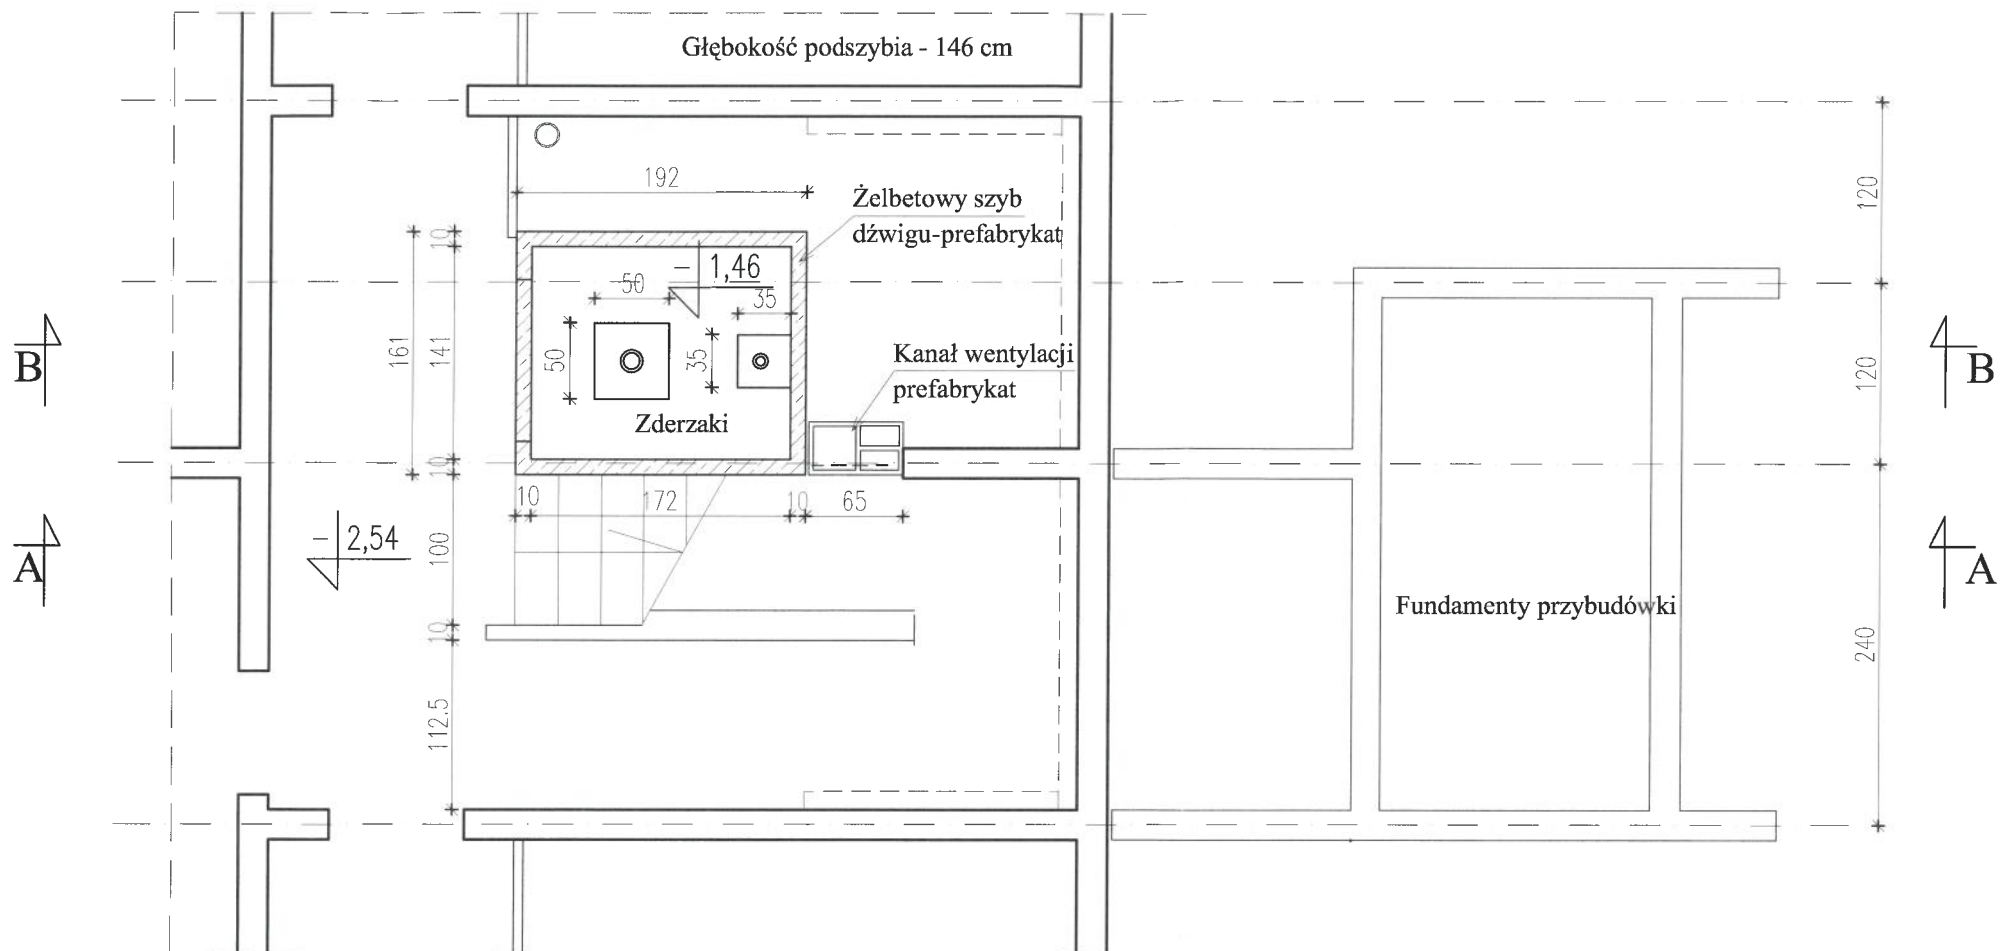 Głębokość podszybia - 146 cm
192
Żelbetowy szyb
dźwigu-prefabrykat
120
10
- 1,46
50
35
161
141
50
35
Kanał wentylacji
prefabrykat
120
B
B
Zderzaki
10
10
172
10
65
- 2,54
100
A
A
Fundamenty przybudówki
10
240
112.5